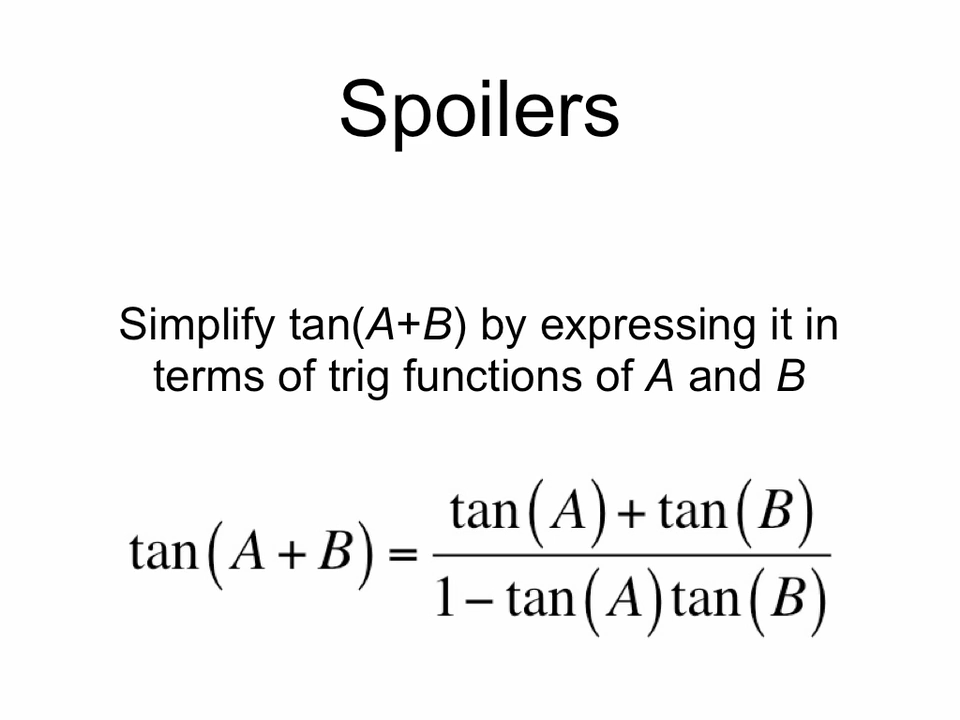 Spoilers
Simplify tan(A+B) by expressing it in
terms of trig functions of A and B
tan(A + B) = \frac{tan(A) + tan(B)}{1 − tan(A)tan(B)}